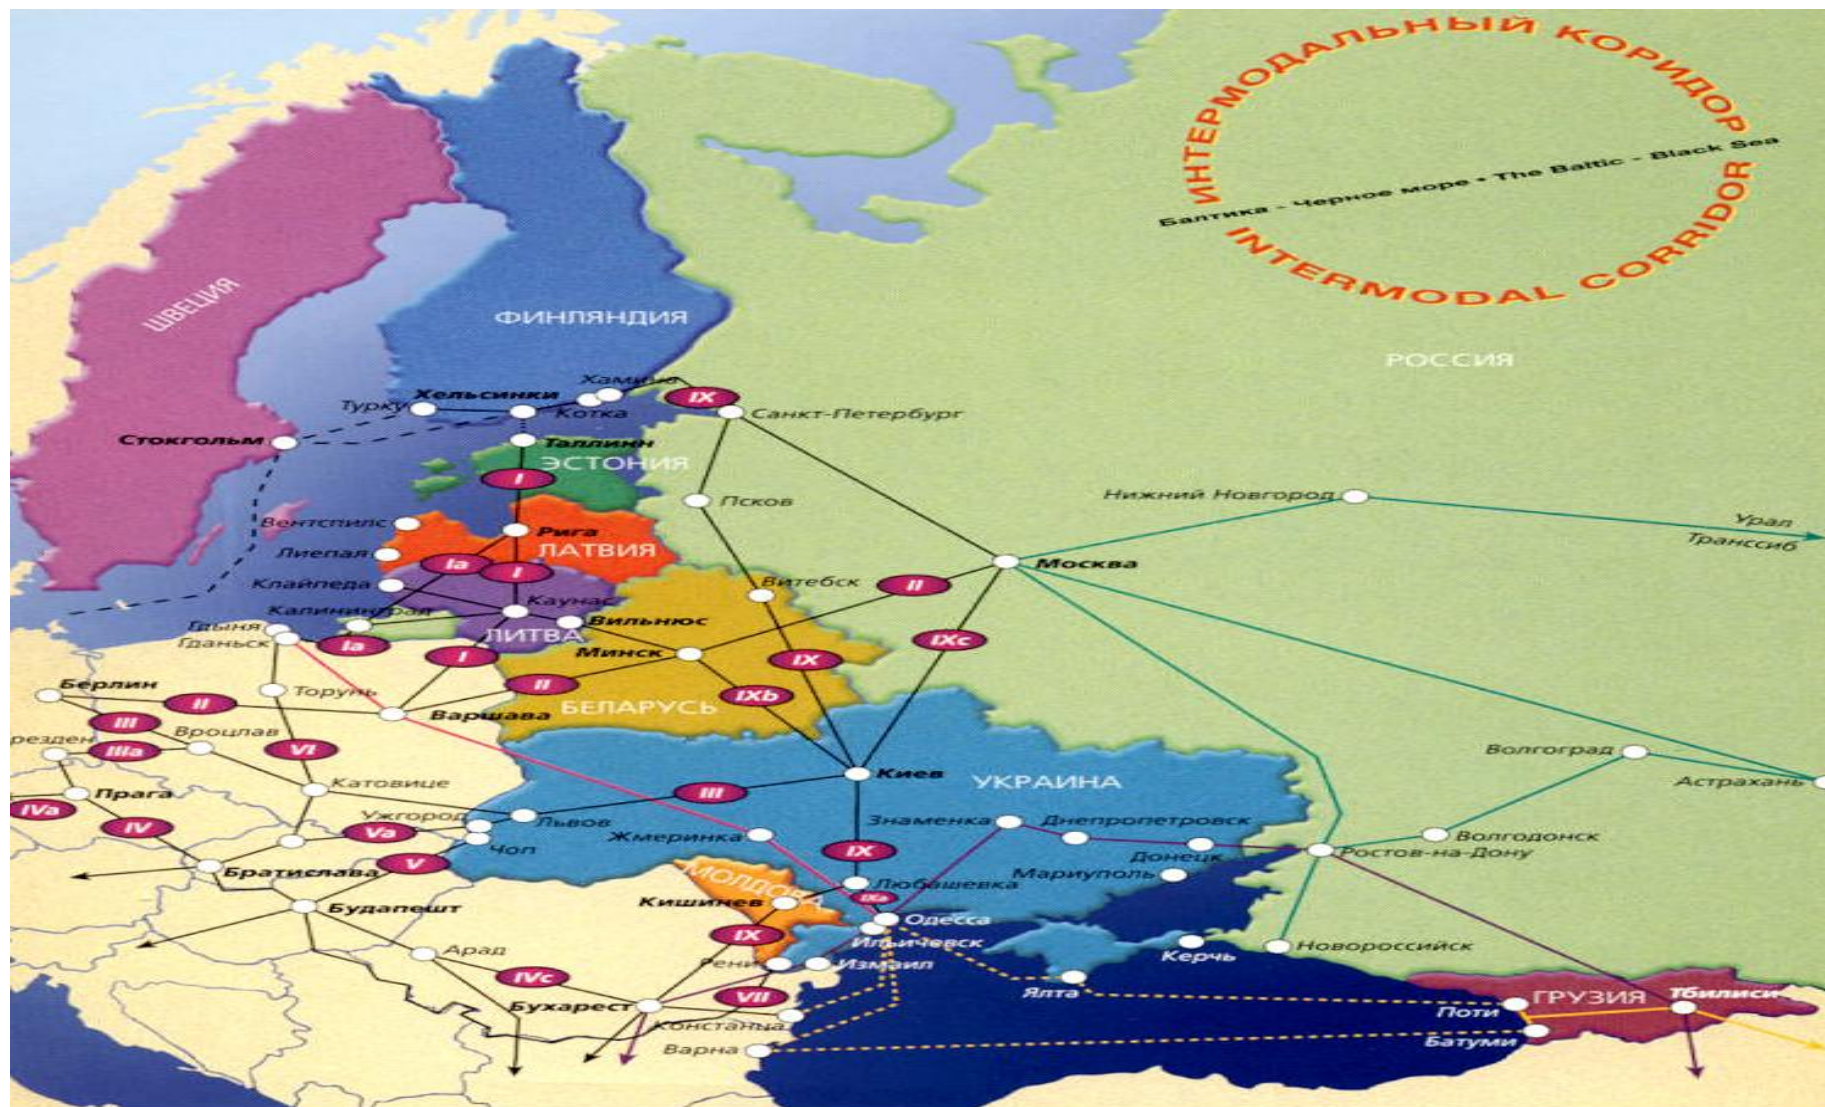 ИНТЕРМОДАЛЬНЫЙ КОРИДОР
Балтика - Черное море • The Baltic - Black Sea
INTERMODAL CORRIDOR
ШВЕЦИЯ
ФИНЛЯНДИЯ
РОССИЯ
Хамина
Хельсинки
IX
Турку
Котка
Санкт-Петербург
Стокгольм
Таллинн
ЭСТОНИЯ
I
Псков
Нижний Новгород
Вентспилс
Рига
Урал
Транссиб
Лиепая
ЛАТВИЯ
Ia
I
Москва
Клайпеда
Витебск
II
Каунас
Калининград
Вильнюс
Гдыня
ЛИТВА
IXc
Гданьск
Ia
I
Минск
IX
Берлин
Торунь
II
IXb
II
Варшава
БЕЛАРУСЬ
III
Вроцлав
резден
IIIa
VI
Волгоград
Киев
УКРАИНА
Астрахань
Катовице
Прага
III
IVa
Ужгород
Львов
Знаменка
Днепропетровск
IV
Va
Жмеринка
Волгодонск
Чоп
IX
Донецк
Ростов-на-Дону
V
Братислава
МОЛДОВА
Любашевка
Мариуполь
Кишинев
IXa
Будапешт
Одесса
IX
Ильичевск
Новороссийск
Арад
Керчь
Рени
Измаил
IVc
Ялта
VII
ГРУЗИЯ
Тбилиси
Бухарест
Поти
Констанца
Варна
Батуми